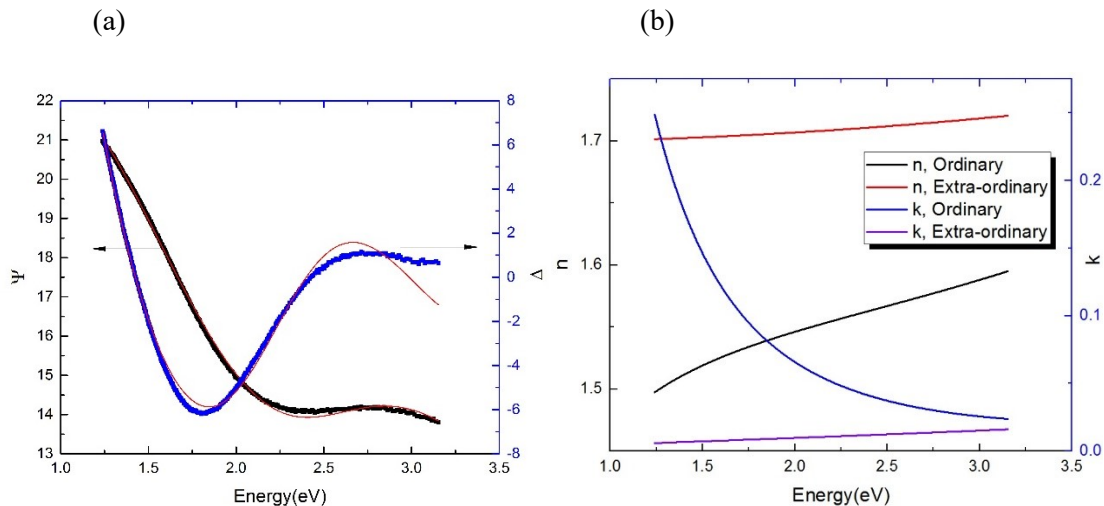 (a)
(b)
22
21
20
19
18
17
16
15
14
13
Ψ
8
6
4
2
0
-2
-4
-6
-8
Δ
1.0 1.5 2.0 2.5 3.0 3.5
Energy(eV)
1.7
1.6
1.5
n
n, Ordinary
n, Extra-ordinary
k, Ordinary
k, Extra-ordinary
0.2
0.1
0.0
k
1.0 1.5 2.0 2.5 3.0 3.5
Energy(eV)